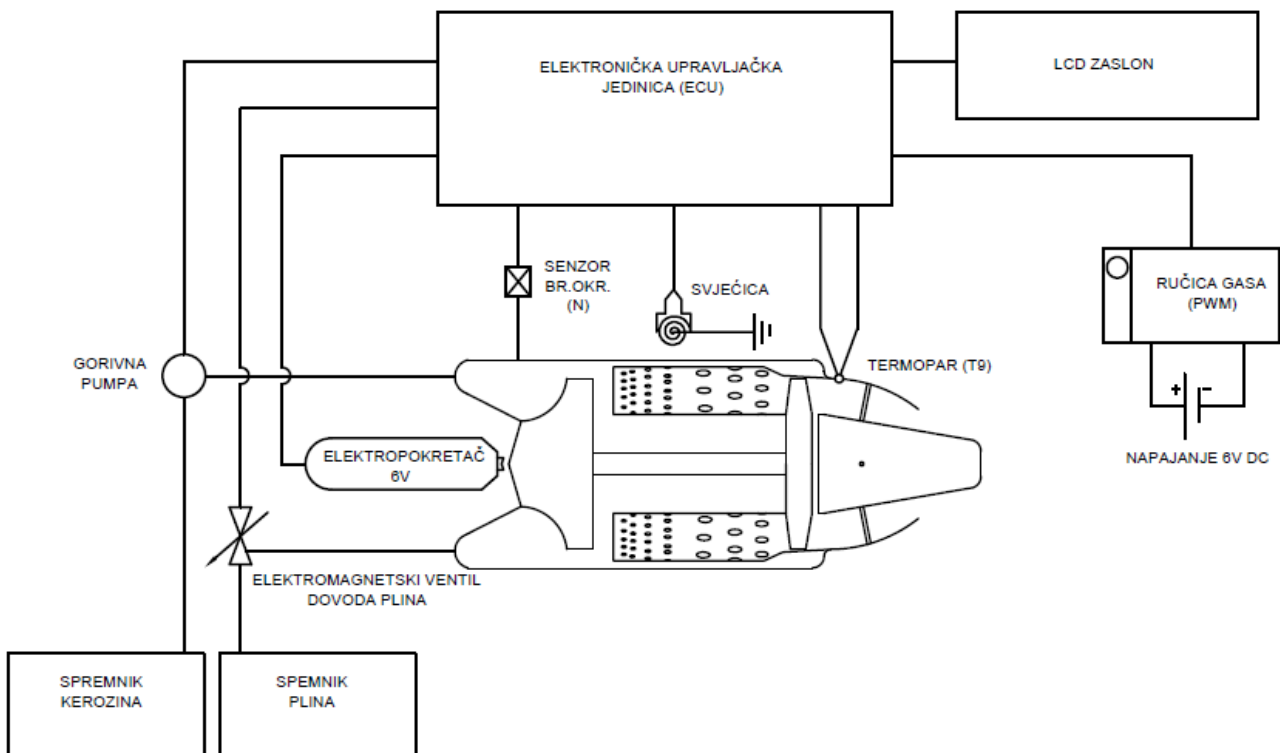 ELEKTRONIČKA UPRAVLJAČKA
JEDINICA (ECU)
LCD ZASLON
SENZOR
BR.OKR.
(N)
SVJEĆICA
RUČICA GASA
(PWM)
GORIVNA
PUMPA
TERMOPAR (T9)
+
-
ELEKTROPOKRETAČ
6V
NAPAJANJE 6V DC
ELEKTROMAGNETSKI VENTIL
DOVODA PLINA
SPREMNIK
KEROZINA
SPEMNIK
PLINA